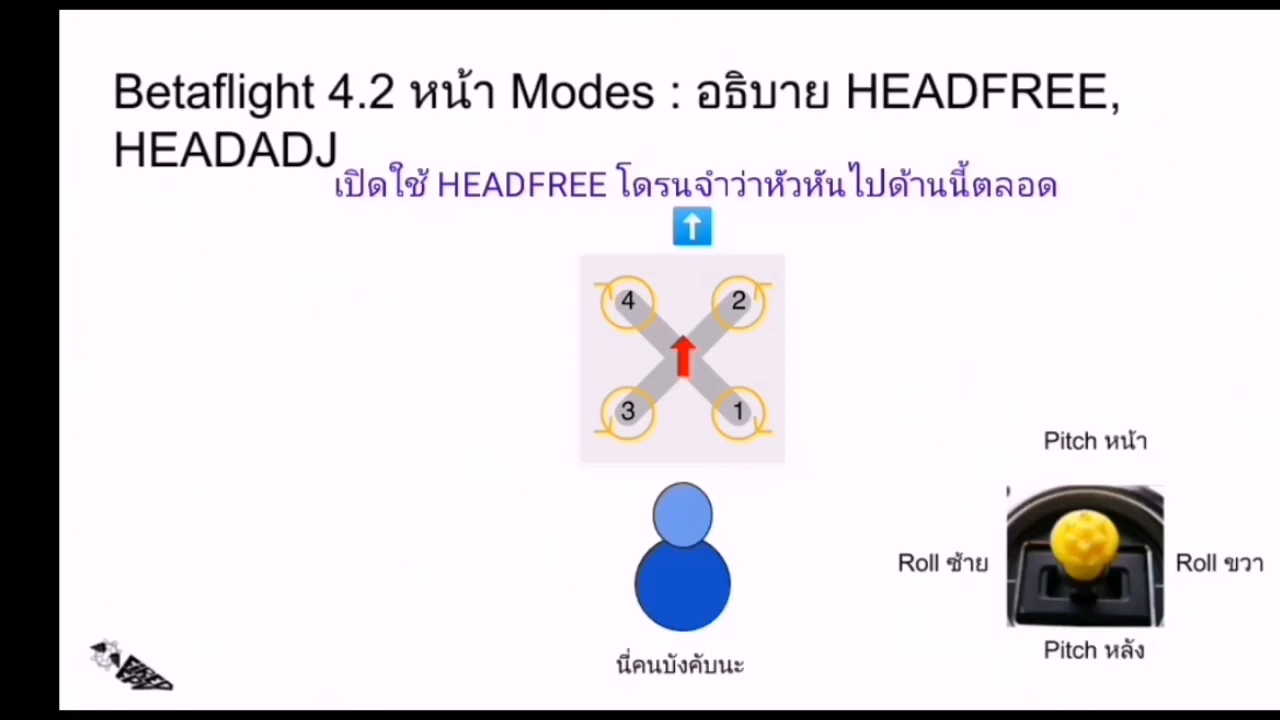 Betaflight 4.2 หน้า Modes : อธิบาย HEADFREE,
HEADADJ
เปิดใช้ HEADFREE โดรนจำว่าหัวหันไปด้านนี้ตลอด
4
2
3
1
Pitch หน้า
Roll ซ้าย
Roll ขวา
Pitch หลัง
นี่คนบังคับนะ